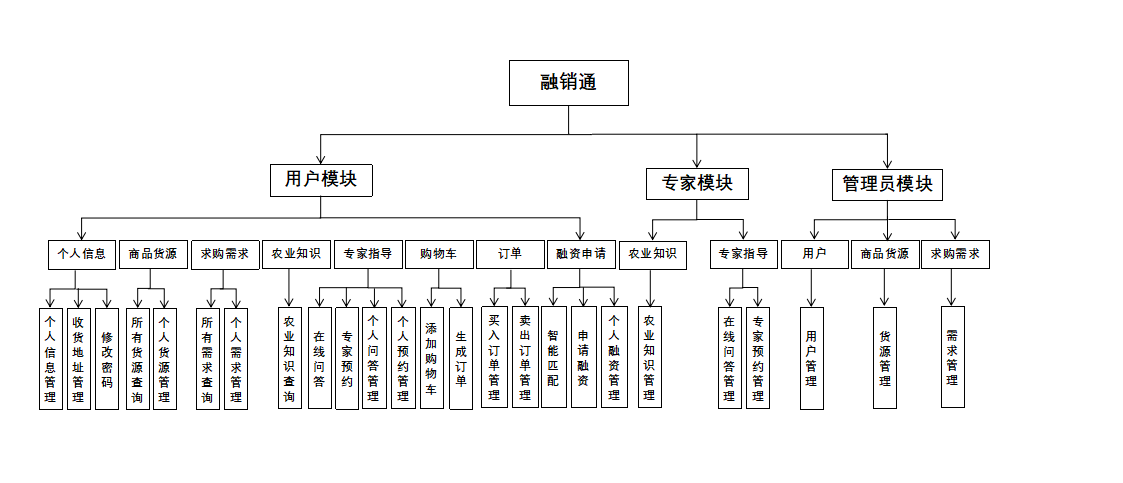 融销通
用户模块
专家模块
管理员模块
个人信息
商品货源
求购需求
农业知识
专家指导
购物车
订单
融资申请
农业知识
专家指导
用户
商品货源
求购需求
个人信息管理
收货地址管理
修改密码
所有货源查询
个人货源管理
所有需求查询
个人需求管理
农业知识查询
在线问答
专家预约
个人问答管理
个人预约管理
添加购物车
生成订单
买入订单管理
卖出订单管理
智能匹配
申请融资
个人融资管理
农业知识管理
在线问答管理
专家预约管理
用户管理
货源管理
需求管理